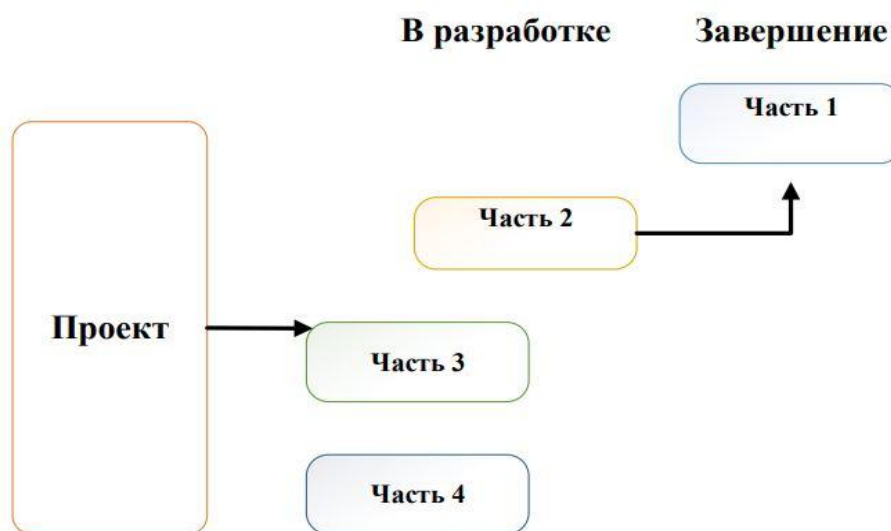 В разработке
Завершение
Часть 1
Часть 2
Проект
Часть 3
Часть 4